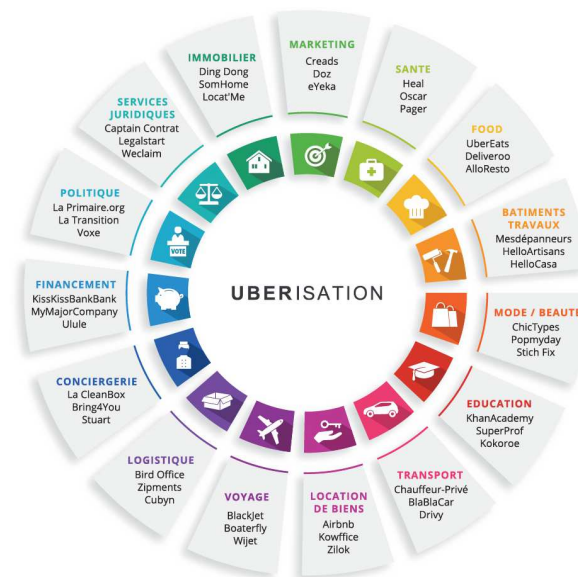 MARKETING
Creads
Doz
eYeka
SANTE
Heal
Oscar
Pager
FOOD
UberEats
Deliveroo
AlloResto
BATIMENTS
TRAVAUX
Mesdépanneurs
HelloArtisans
HelloCasa
MODE / BEAUTE
ChicTypes
Popmyday
Stich Fix
EDUCATION
KhanAcademy
SuperProf
Kokoroe
TRANSPORT
Chauffeur-Privé
BlaBlaCar
Drivy
LOCATION
DE BIENS
Airbnb
Kowffice
Zilok
VOYAGE
BlackJet
Boaterfly
Wijet
LOGISTIQUE
Bird Office
Zipments
Cubyn
CONCIERGERIE
La CleanBox
Bring4You
Stuart
FINANCEMENT
KissKissBankBank
MyMajorCompany
Ulule
POLITIQUE
La Primaire.org
La Transition
Voxe
SERVICES
JURIDIQUES
Captain Contrat
Legalstart
Weclaim
IMMOBILIER
Ding Dong
SomHome
Locat'Me
VOTE
UBERISATION